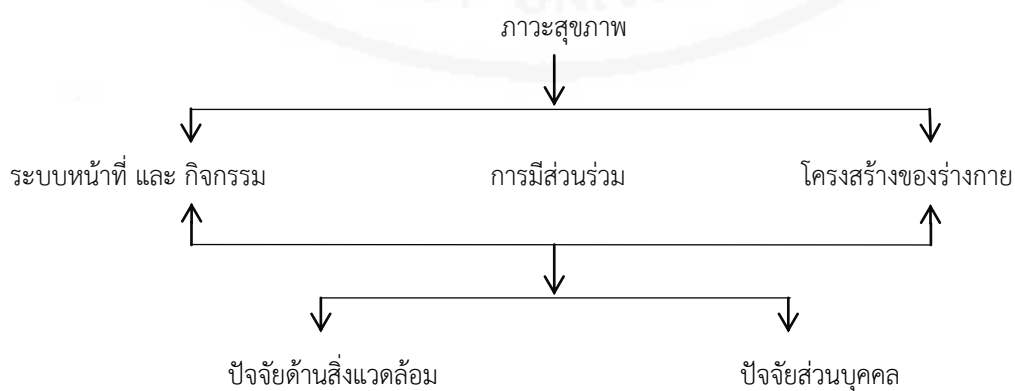 ภาวะสุขภาพ
ระบบหน้าที่ และ กิจกรรม การมีส่วนร่วม โครงสร้างของร่างกาย
ปัจจัยด้านสิ่งแวดล้อม ปัจจัยส่วนบุคคล